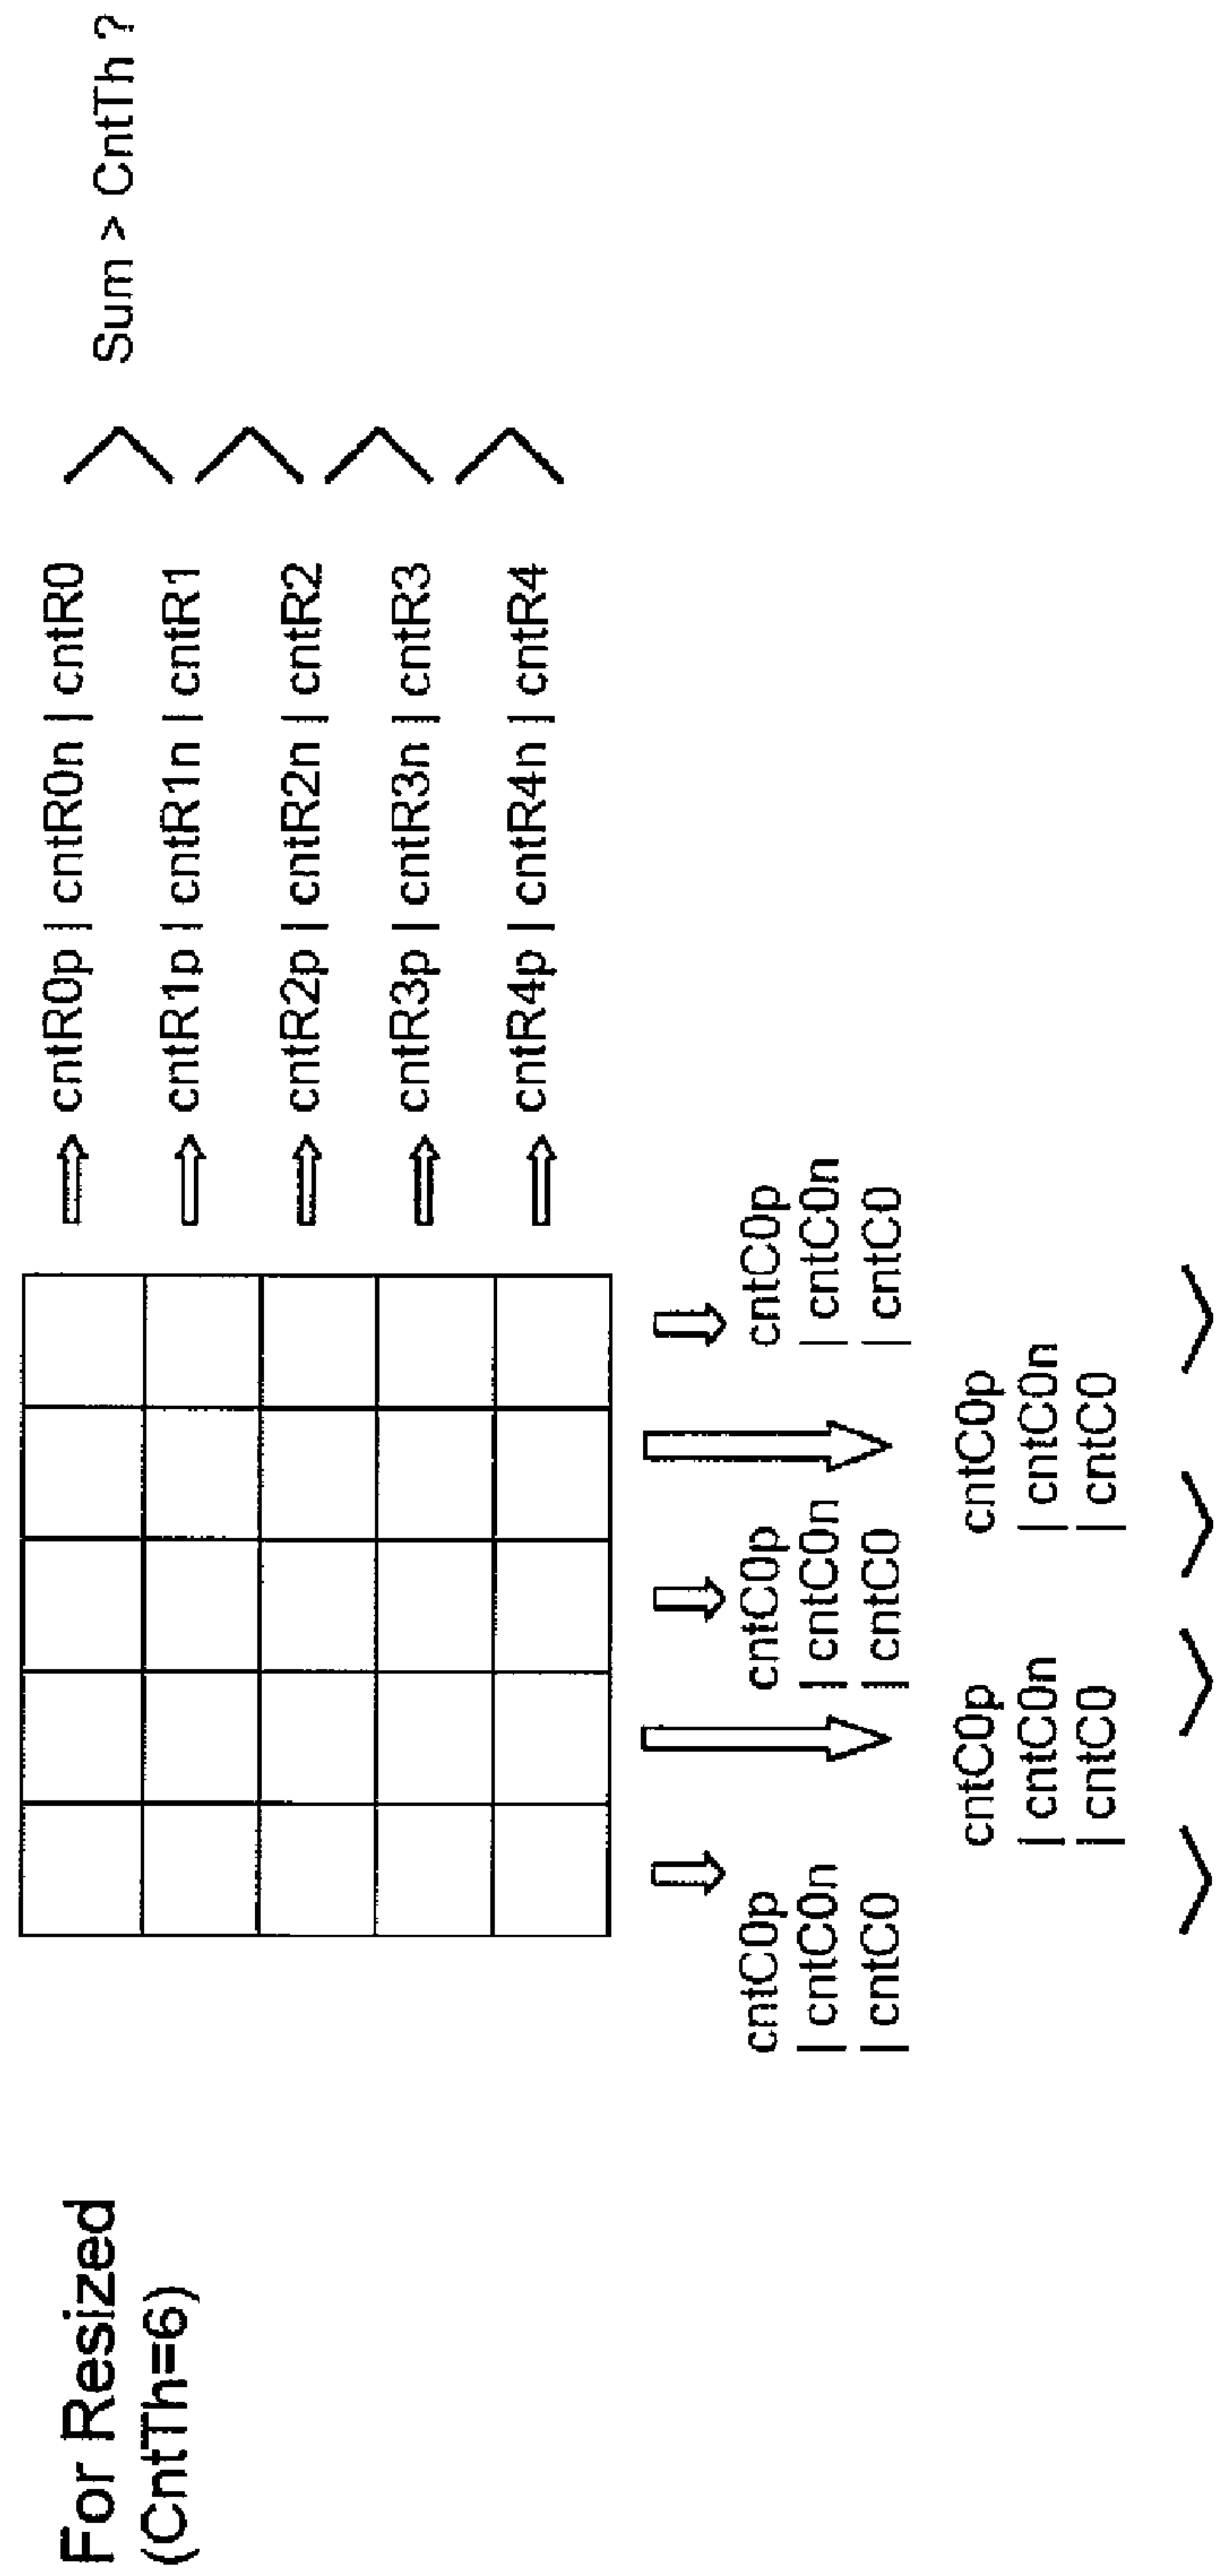 For Resized
(CntTh=6)
cntR0p | cntR0n | cntR0
cntR1p | cntR1n | cntR1
cntR2p | cntR2n | cntR2
cntR3p | cntR3n | cntR3
cntR4p | cntR4n | cntR4
Sum > CntTh ?
cntC0p
| cntC0n
| cntC0
cntC0p
| cntC0n
| cntC0
cntC0p
| cntC0n
| cntC0
cntC0p
| cntC0n
| cntC0
cntC0p
| cntC0n
| cntC0